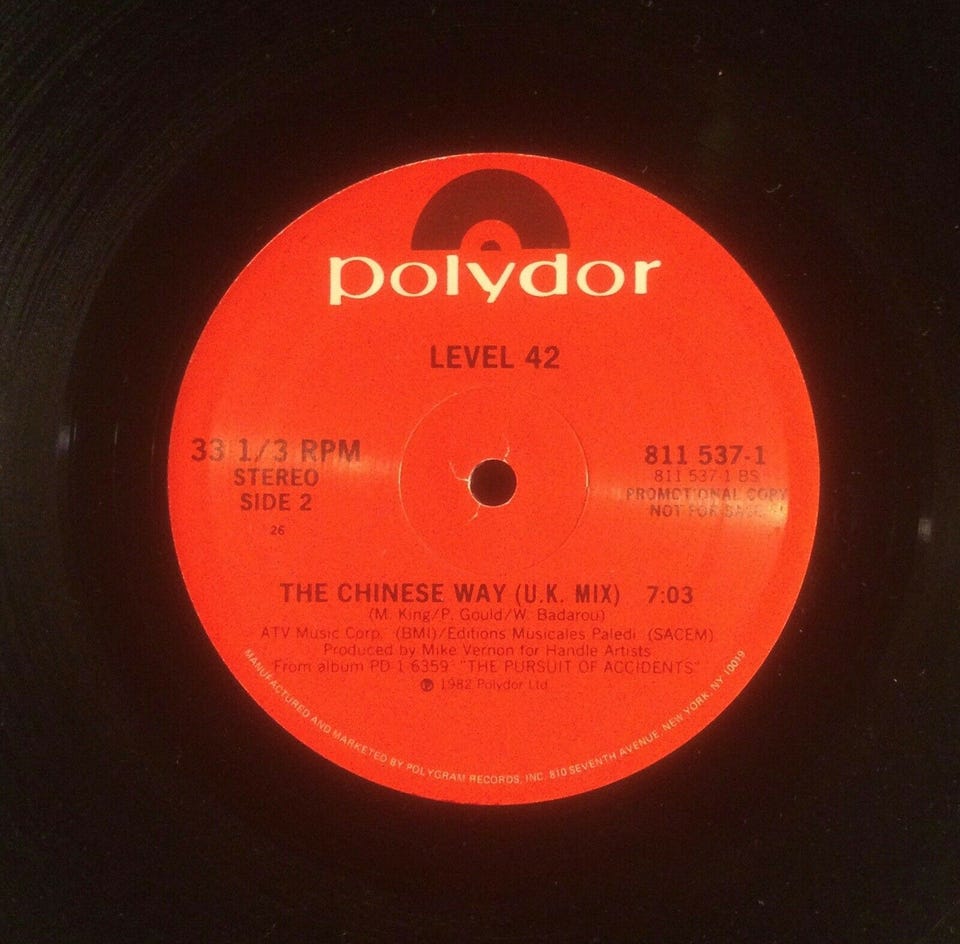 polydor
LEVEL 42
33 1/3 RPM
STEREO
SIDE 2
26
811 537-1
811 537 1 BS
PROMOTIONAL COPY
NOT FOR SALE
THE CHINESE WAY (U.K. MIX) 7:03
(M. King/P. Gould/W. Badarou)
ATV Music Corp. (BMI)/Editions Musicales Paledi (SACEM)
Produced by Mike Vernon for Handle Artists
From album PD 1 6359 "THE PURSUIT OF ACCIDENTS"
℗ 1982 Polydor Ltd.
MANUFACTURED AND MARKETED BY POLYGRAM RECORDS, INC. 810 SEVENTH AVENUE, NEW YORK, NY 10019